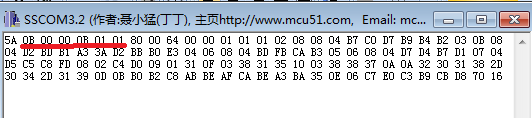 SSCOM3.2 (作者:聂小猛(丁丁), 主页http://www.mcu51.com,  Email: mc...
5A 0B 00 00 0B 01 01 80 00 64 00 00 01 01 01 02 08 08 04 B7 C0 D7 B9 B4 B2 03 0B 08
04 A2 BD B1 A3 3A D2 BB B0 E3 04 06 08 04 BD FB CA B3 05 06 08 04 D7 D4 B7 D1 07 04
D5 C5 C8 FD 08 02 C4 D0 09 01 31 0F 03 38 31 35 10 03 38 38 37 0A 0A 32 30 31 38 2D
30 34 2D 31 39 0D 0B B0 B2 C8 AB BE AF CA BE A3 BA 35 0E 06 C7 E0 C3 B9 CB D8 70 16